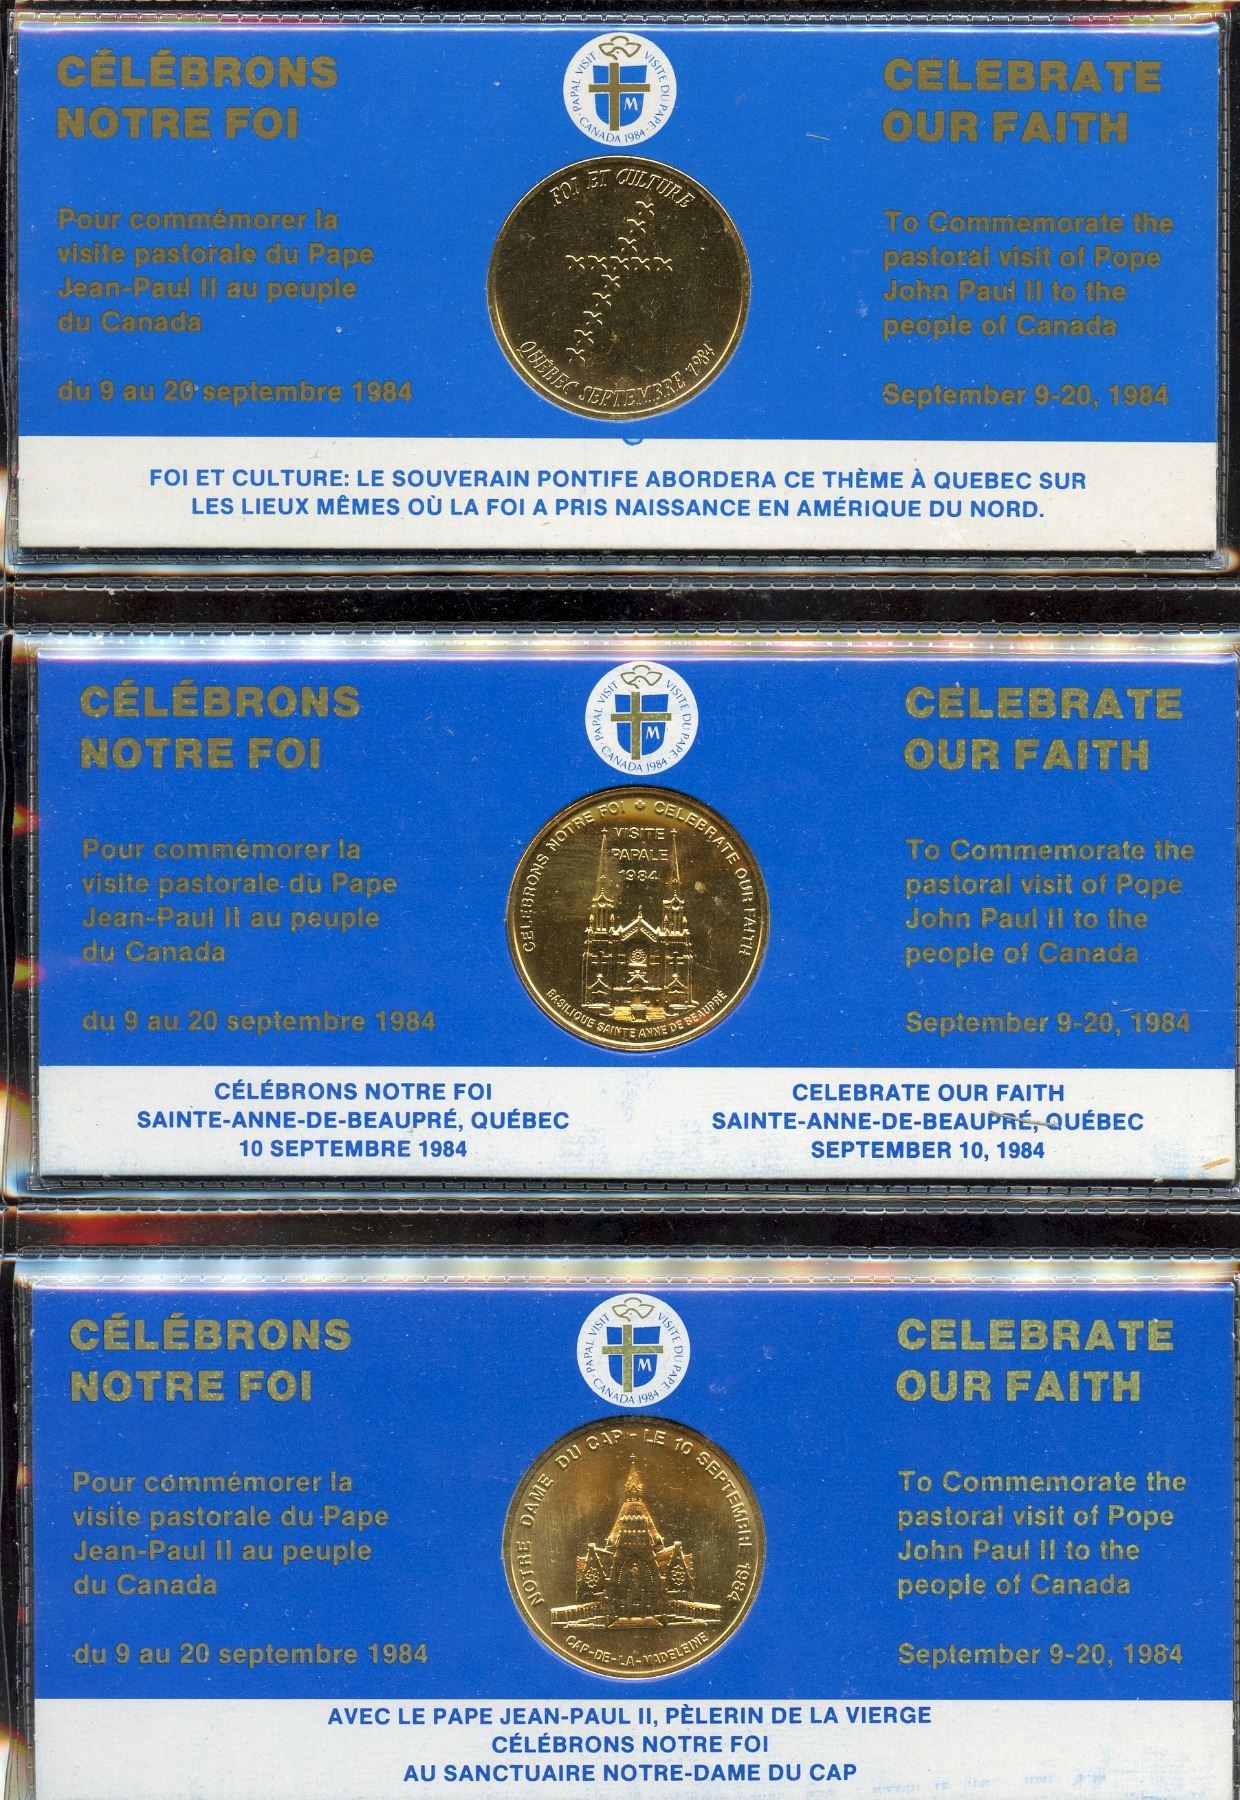 CÉLÉBRONS
NOTRE FOI
Pour commémorer la
visite pastorale du Pape
Jean-Paul II au peuple
du Canada
du 9 au 20 septembre 1984
PAPAL VISIT · VISITE DU PAPE
· CANADA 1984 ·
M
FOI ET CULTURE
QUÉBEC SEPTEMBRE 1984
CELEBRATE
OUR FAITH
To Commemorate the
pastoral visit of Pope
John Paul II to the
people of Canada
September 9-20, 1984
FOI ET CULTURE: LE SOUVERAIN PONTIFE ABORDERA CE THÈME À QUEBEC SUR
LES LIEUX MÊMES OÙ LA FOI A PRIS NAISSANCE EN AMÉRIQUE DU NORD.
CÉLÉBRONS
NOTRE FOI
Pour commémorer la
visite pastorale du Pape
Jean-Paul II au peuple
du Canada
du 9 au 20 septembre 1984
PAPAL VISIT · VISITE DU PAPE
· CANADA 1984 ·
M
CÉLÉBRONS NOTRE FOI CELEBRATE OUR FAITH
VISITE
PAPALE
1984
BASILIQUE SAINTE ANNE DE BEAUPRÉ
CELEBRATE
OUR FAITH
To Commemorate the
pastoral visit of Pope
John Paul II to the
people of Canada
September 9-20, 1984
CÉLÉBRONS NOTRE FOI
SAINTE-ANNE-DE-BEAUPRÉ, QUÉBEC
10 SEPTEMBRE 1984
CELEBRATE OUR FAITH
SAINTE-ANNE-DE-BEAUPRÉ, QUÉBEC
SEPTEMBER 10, 1984
CÉLÉBRONS
NOTRE FOI
Pour commémorer la
visite pastorale du Pape
Jean-Paul II au peuple
du Canada
du 9 au 20 septembre 1984
PAPAL VISIT · VISITE DU PAPE
· CANADA 1984 ·
M
NOTRE DAME DU CAP - LE 10 SEPTEMBRE 1984
CAP-DE-LA-MADELEINE
CELEBRATE
OUR FAITH
To Commemorate the
pastoral visit of Pope
John Paul II to the
people of Canada
September 9-20, 1984
AVEC LE PAPE JEAN-PAUL II, PÈLERIN DE LA VIERGE
CÉLÉBRONS NOTRE FOI
AU SANCTUAIRE NOTRE-DAME DU CAP